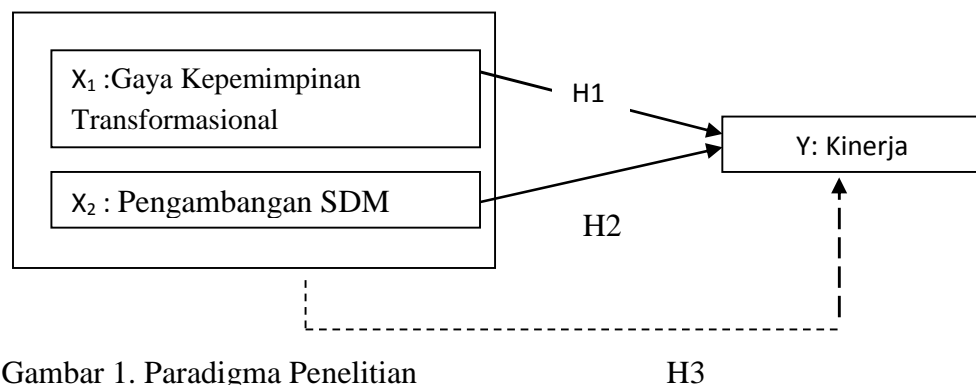 X₁ :Gaya Kepemimpinan
Transformasional
H1
Y: Kinerja
X₂ : Pengambangan SDM
H2
Gambar 1. Paradigma Penelitian
H3